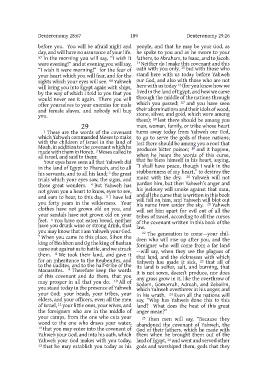 Deuteronomy 28:67
189
Deuteronomy 29:26
before you. You will be afraid night and
day, and will have no assurance of your life.
67 In the morning you will say, "I wish it
were evening!" and at evening you will say,
"I wish it were morning!" for the fear of
your heart which you will fear, and for the
sights which your eyes will see. 68 Yahweh
will bring you into Egypt again with ships,
by the way of which I told to you that you
would never see it again. There you will
offer yourselves to your enemies for male
and female slaves, and nobody will buy
you.
29
1 These are the words of the covenant
which Yahweh commanded Moses to make
with the children of Israel in the land of
Moab, in addition to the covenant which he
made with them in Horeb. 2 Moses called to
all Israel, and said to them:
Your eyes have seen all that Yahweh did
in the land of Egypt to Pharaoh, and to all
his servants, and to all his land; 3 the great
trials which your eyes saw, the signs, and
those great wonders. 4 But Yahweh has
not given you a heart to know, eyes to see,
and ears to hear, to this day. 5 I have led
you forty years in the wilderness. Your
clothes have not grown old on you, and
your sandals have not grown old on your
feet. 6 You have not eaten bread, neither
have you drunk wine or strong drink, that
you may know that I am Yahweh your God.
7 When you came to this place, Sihon the
king of Heshbon and Og the king of Bashan
came out against us to battle, and we struck
them. 8 We took their land, and gave it
for an inheritance to the Reubenites, and
to the Gadites, and to the half-tribe of the
Manassites. 9 Therefore keep the words
of this covenant and do them, that you
may prosper in all that you do. 10 All of
you stand today in the presence of Yahweh
your God: your heads, your tribes, your
elders, and your officers, even all the men
of Israel, 11 your little ones, your wives, and
the foreigners who are in the middle of
your camps, from the one who cuts your
wood to the one who draws your water,
12 that you may enter into the covenant of
Yahweh your God, and into his oath, which
Yahweh your God makes with you today,
13 that he may establish you today as his
people, and that he may be your God, as
he spoke to you and as he swore to your
fathers, to Abraham, to Isaac, and to Jacob.
14 Neither do I make this covenant and this
oath with you only, 15 but with those who
stand here with us today before Yahweh
our God, and also with those who are not
here with us today 16 (for you know how we
lived in the land of Egypt, and how we came
through the middle of the nations through
which you passed; 17 and you have seen
their abominations and their idols of wood,
stone, silver, and gold, which were among
them); 18 lest there should be among you
man, woman, family, or tribe whose heart
turns away today from Yahweh our God,
to go to serve the gods of those nations;
lest there should be among you a root that
produces bitter poison; 19 and it happen,
when he hears the words of this curse,
that he bless himself in his heart, saying,
"I shall have peace, though I walk in the
stubbornness of my heart," to destroy the
moist with the dry. 20 Yahweh will not
pardon him, but then Yahweh's anger and
his jealousy will smoke against that man,
and all the curse that is written in this book
will fall on him, and Yahweh will blot out
his name from under the sky. 21 Yahweh
will set him apart for evil out of all the
tribes of Israel, according to all the curses
of the covenant written in this book of the
law.
22 The generation to come—your chil-
dren who will rise up after you, and the
foreigner who will come from a far land
—will say, when they see the plagues of
that land, and the sicknesses with which
Yahweh has made it sick, 23 that all of
its land is sulfur, salt, and burning, that
it is not sown, doesn't produce, nor does
any grass grow in it, like the overthrow of
Sodom, Gomorrah, Admah, and Zeboiim,
which Yahweh overthrew in his anger, and
in his wrath. 24 Even all the nations will
say, "Why has Yahweh done this to this
land? What does the heat of this great
anger mean?"
25 Then men will say, "Because they
abandoned the covenant of Yahweh, the
God of their fathers, which he made with
them when he brought them out of the
land of Egypt, 26 and went and served other
gods and worshiped them, gods that they